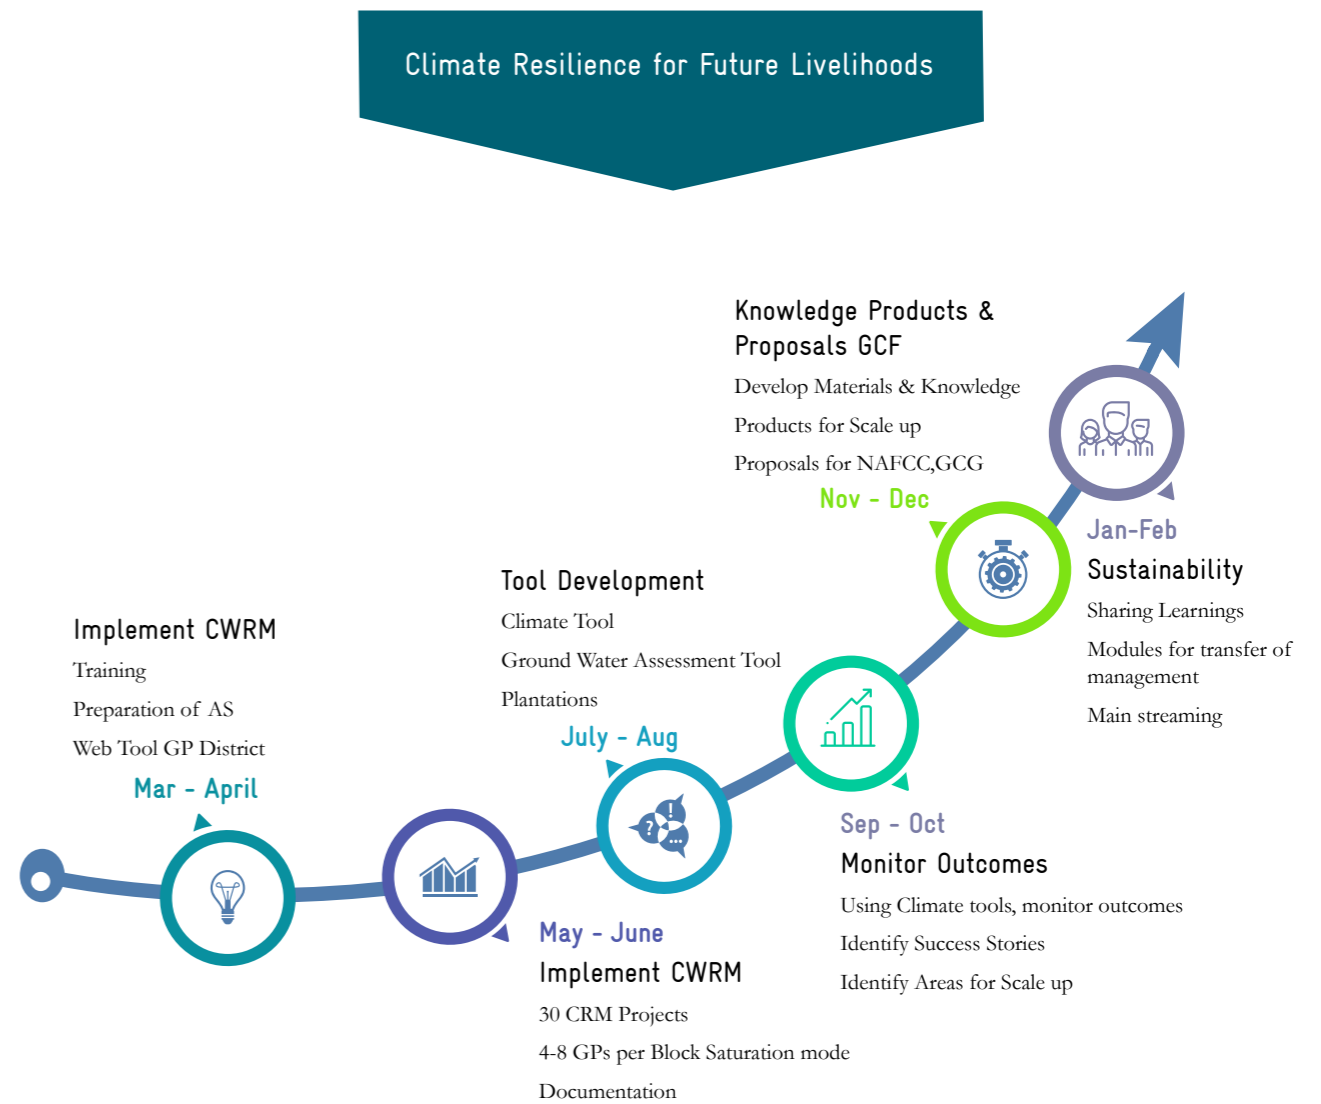 Climate Resilience for Future Livelihoods
Implement CWRM
Training
Preparation of AS
Web Tool GP District
Mar - April
May - June
Implement CWRM
30 CRM Projects
4-8 GPs per Block Saturation mode
Documentation
Tool Development
Climate Tool
Ground Water Assessment Tool
Plantations
July - Aug
? ! ...
Sep - Oct
Monitor Outcomes
Using Climate tools, monitor outcomes
Identify Success Stories
Identify Areas for Scale up
Knowledge Products &
Proposals GCF
Develop Materials & Knowledge
Products for Scale up
Proposals for NAFCC,GCG
Nov - Dec
Jan-Feb
Sustainability
Sharing Learnings
Modules for transfer of
management
Main streaming